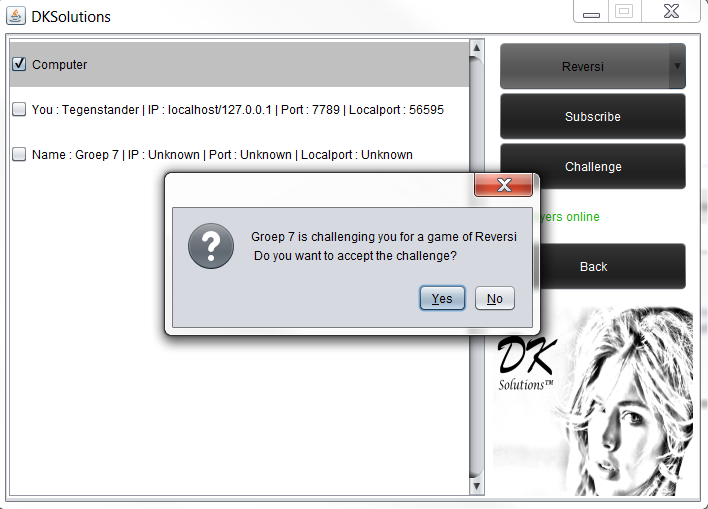 DKSolutions
Computer
You : Tegenstander | IP : localhost/127.0.0.1 | Port : 7789 | Localport : 56595
Name : Groep 7 | IP : Unknown | Port : Unknown | Localport : Unknown
Groep 7 is challenging you for a game of Reversi
Do you want to accept the challenge?
Yes
No
Reversi
Subscribe
Challenge
online
Back
DK
Solutions™